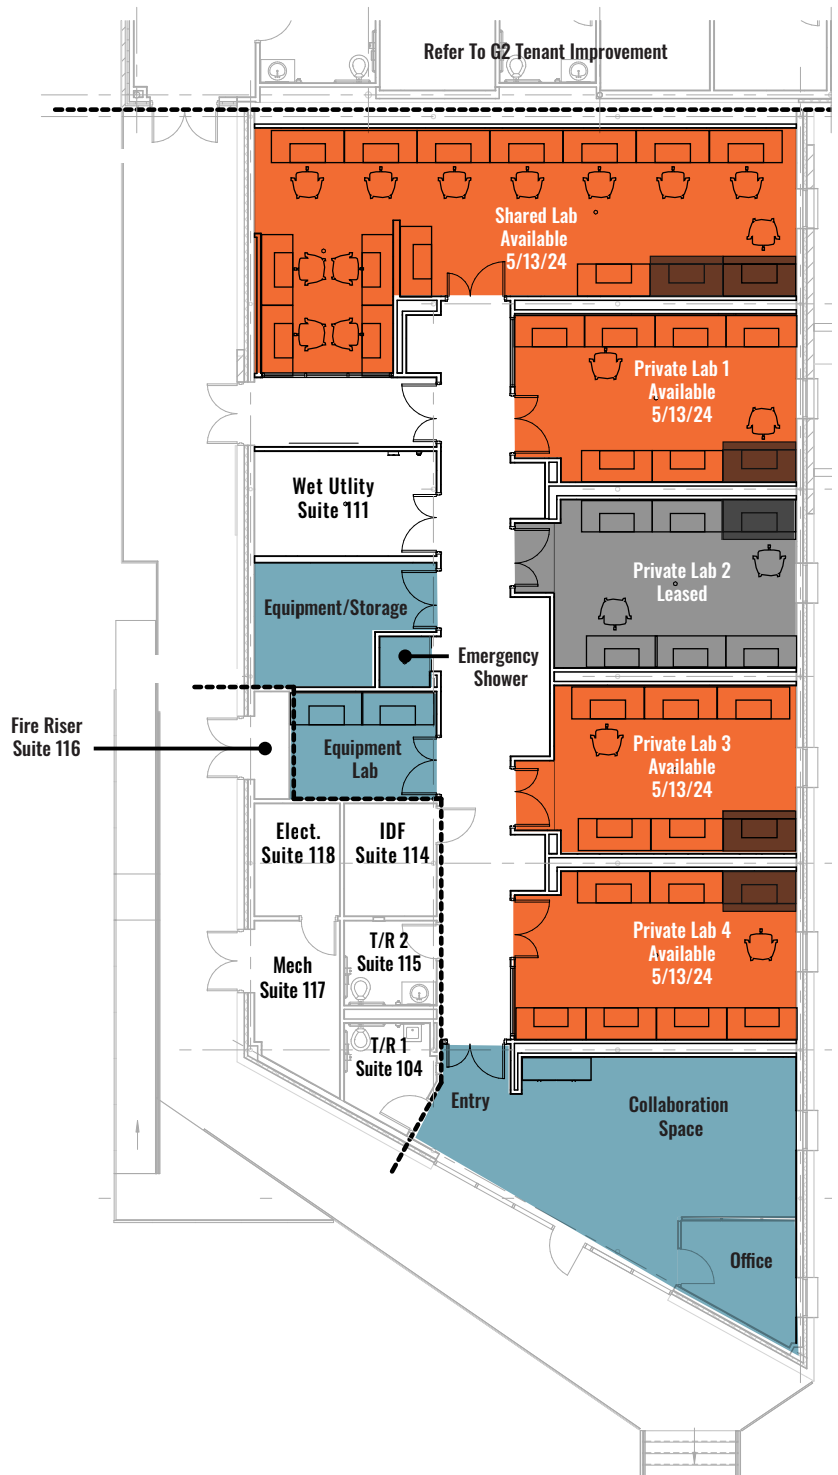 Refer To G2 Tenant Improvement
Shared Lab
Available
5/13/24
Private Lab 1
Available
5/13/24
Wet Utlity
Suite 111
Private Lab 2
Leased
Equipment/Storage
Emergency
Shower
Fire Riser
Suite 116
Equipment
Lab
Private Lab 3
Available
5/13/24
Elect.
Suite 118
IDF
Suite 114
T/R 2
Suite 115
Mech
Suite 117
Private Lab 4
Available
5/13/24
T/R 1
Suite 104
Entry
Collaboration
Space
Office